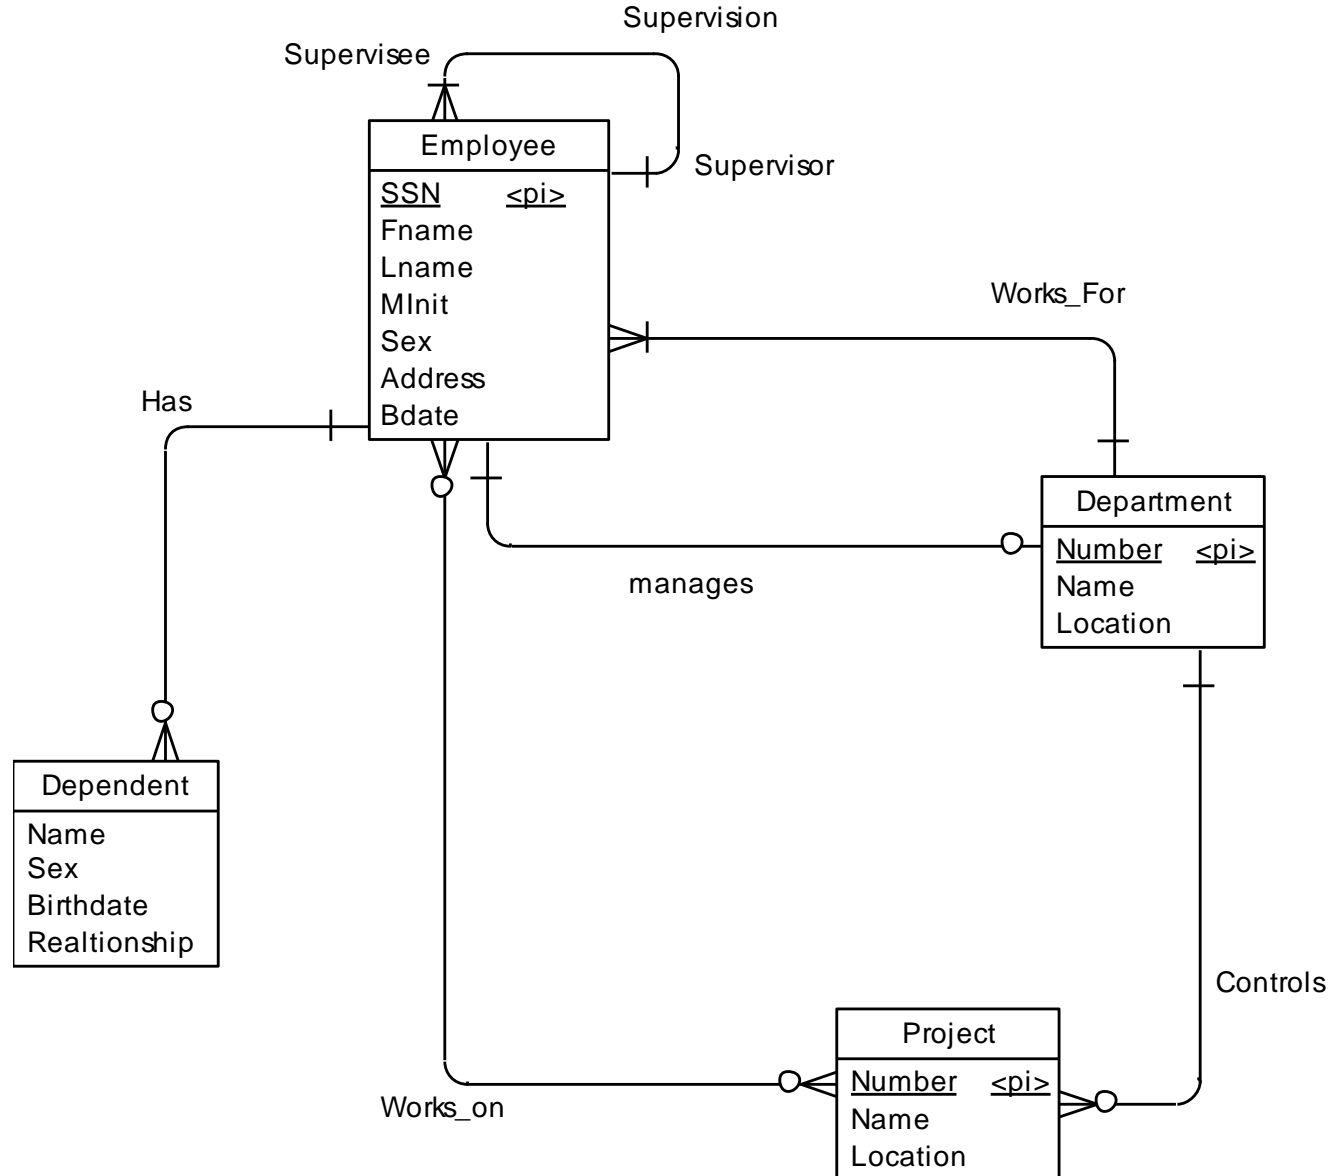 Supervision
Supervisee
Employee
Supervisor
SSN <pi>
Fname
Lname
MInit
Sex
Address
Bdate
Works_For
Has
Department
Number <pi>
Name
Location
manages
Dependent
Name
Sex
Birthdate
Realtionship
Controls
Project
Number <pi>
Name
Location
Works_on